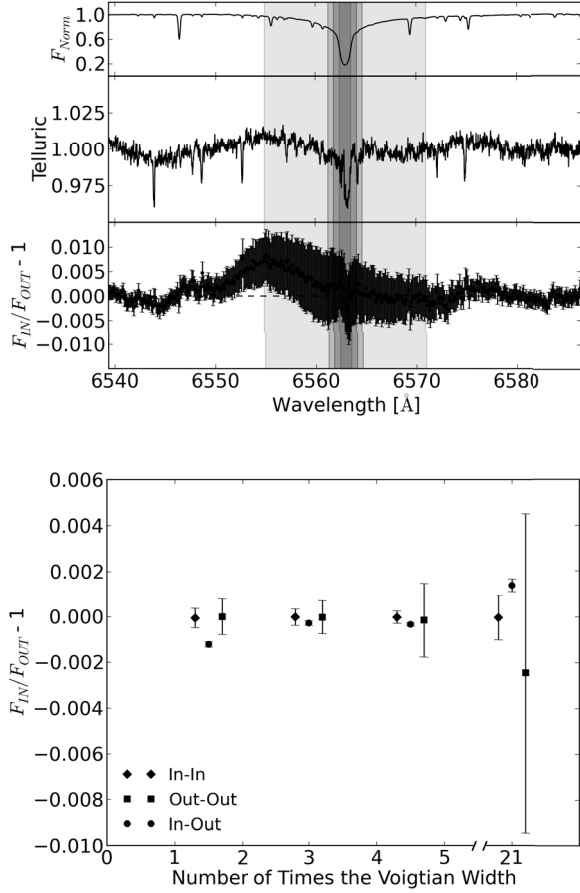 1.0
0.6
0.2
F_Norm
1.025
1.000
0.975
Telluric
0.010
0.005
0.000
−0.005
−0.010
F_IN/F_OUT - 1
6540 6550 6560 6570 6580
Wavelength [Å]
0.006
0.004
0.002
0.000
−0.002
−0.004
−0.006
−0.008
−0.010
F_IN/F_OUT - 1
In-In
Out-Out
In-Out
0 1 2 3 4 5 21
Number of Times the Voigtian Width